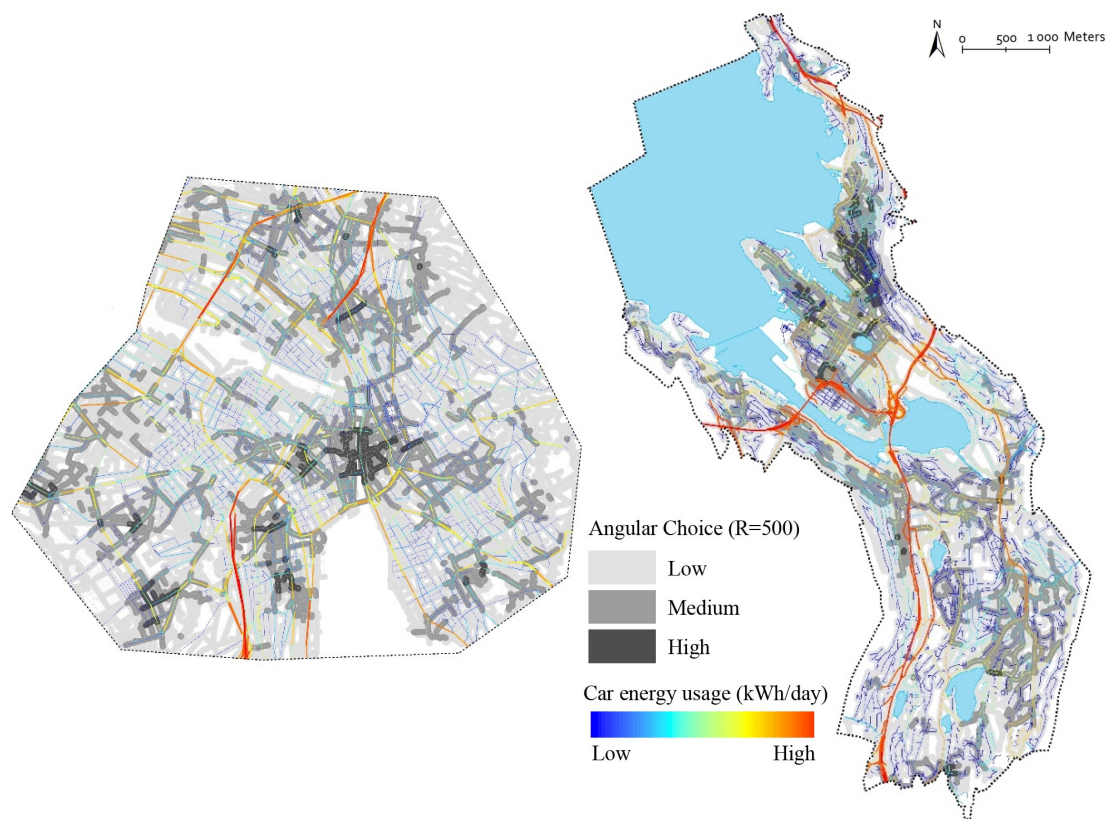 N
0 500 1 000 Meters
Angular Choice (R=500)
Low
Medium
High
Car energy usage (kWh/day)
Low High